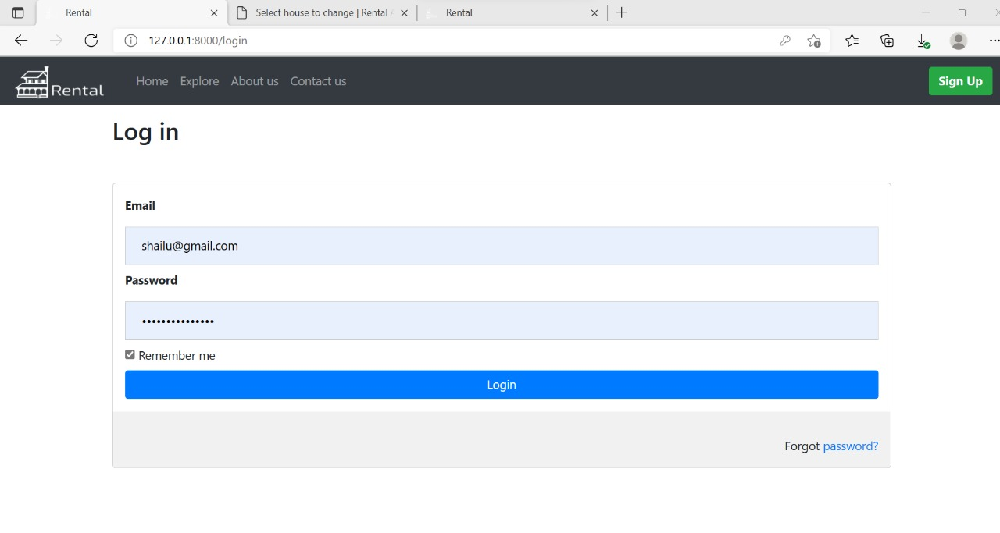 Rental
Select house to change | Rental
Rental
127.0.0.1:8000/login
Rental
Home Explore About us Contact us
Sign Up
Log in
Email
shailu@gmail.com
Password
•••••••••••••••
Remember me
Login
Forgot password?